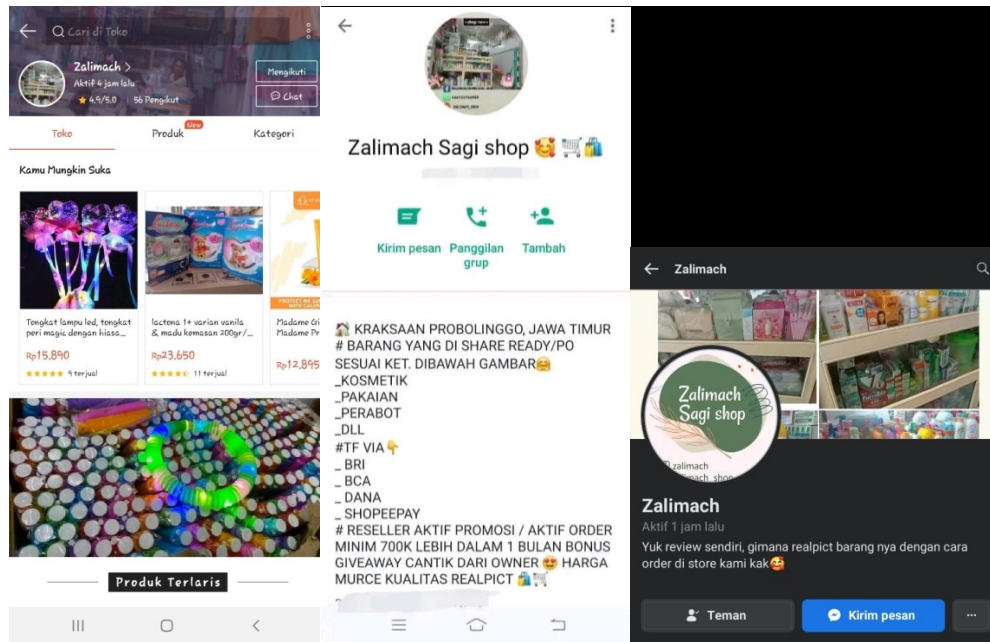 Cari di Toko
Zalimach >
Aktif 4 jam lalu
4.9/5.0 | 56 Pengikut
Mengikuti
Chat
Toko
Produk
New
Kategori
Kamu Mungkin Suka
Tongkat lampu led, tongkat
peri magic dengan hiasa...
Rp15.890
9 terjual
lactona 1+ varian vanila
& madu kemasan 200gr/...
Rp23.650
11 terjual
Madame Gi
Madame Pr
Rp12.895
Produk Terlaris
Zalimach Sagi shop 🥰 🛒 🛍️
Kirim pesan
Panggilan
grup
Tambah
🏠 KRAKSAAN PROBOLINGGO, JAWA TIMUR
# BARANG YANG DI SHARE READY/PO
SESUAI KET. DIBAWAH GAMBAR🤗
_KOSMETIK
_PAKAIAN
_PERABOT
_DLL
#TF VIA👇
_ BRI
_ BCA
_ DANA
_ SHOPEEPAY
# RESELLER AKTIF PROMOSI / AKTIF ORDER
MINIM 700K LEBIH DALAM 1 BULAN BONUS
GIVEAWAY CANTIK DARI OWNER 😍 HARGA
MURCE KUALITAS REALPICT 🛍️🛒
Zalimach
Zalimach
Sagi shop
zalimach
Zalimach
Aktif 1 jam lalu
Yuk review sendiri, gimana realpict barang nya dengan cara
order di store kami kak🥰
Teman
Kirim pesan